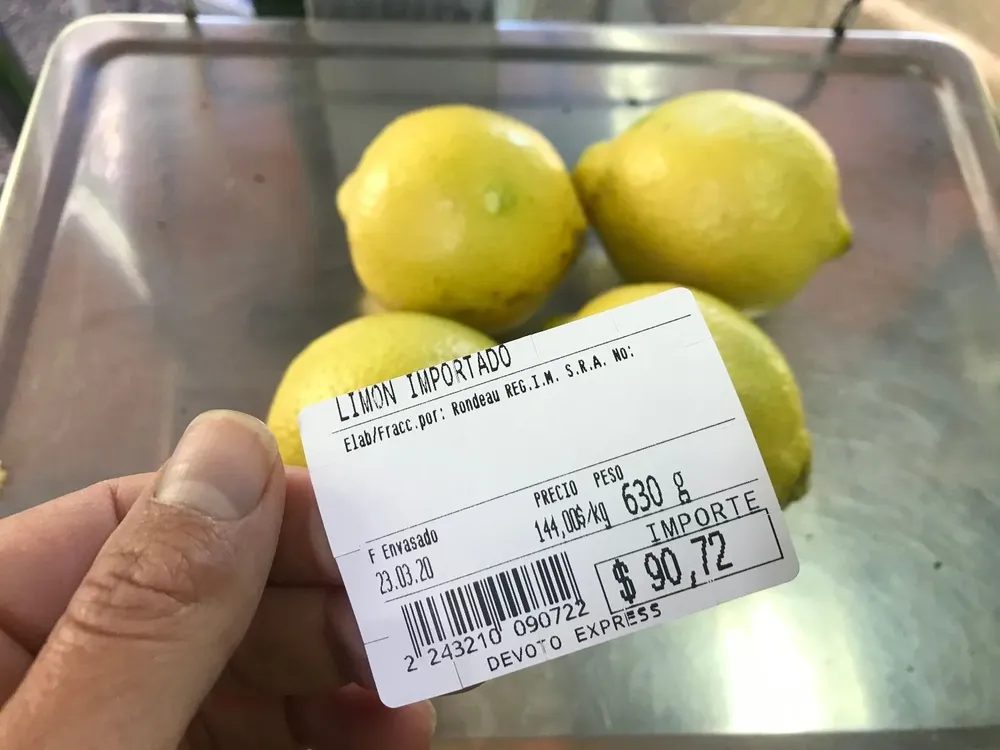 LIMON IMPORTADO
Elab/Fracc.por: Rondeau REG.I.M. S.R.A. No:
PRECIO PESO
F Envasado 144,00$/kg 630 g
23.03.20 IMPORTE
$ 90,72
2 243210 090722
DEVOTO EXPRESS